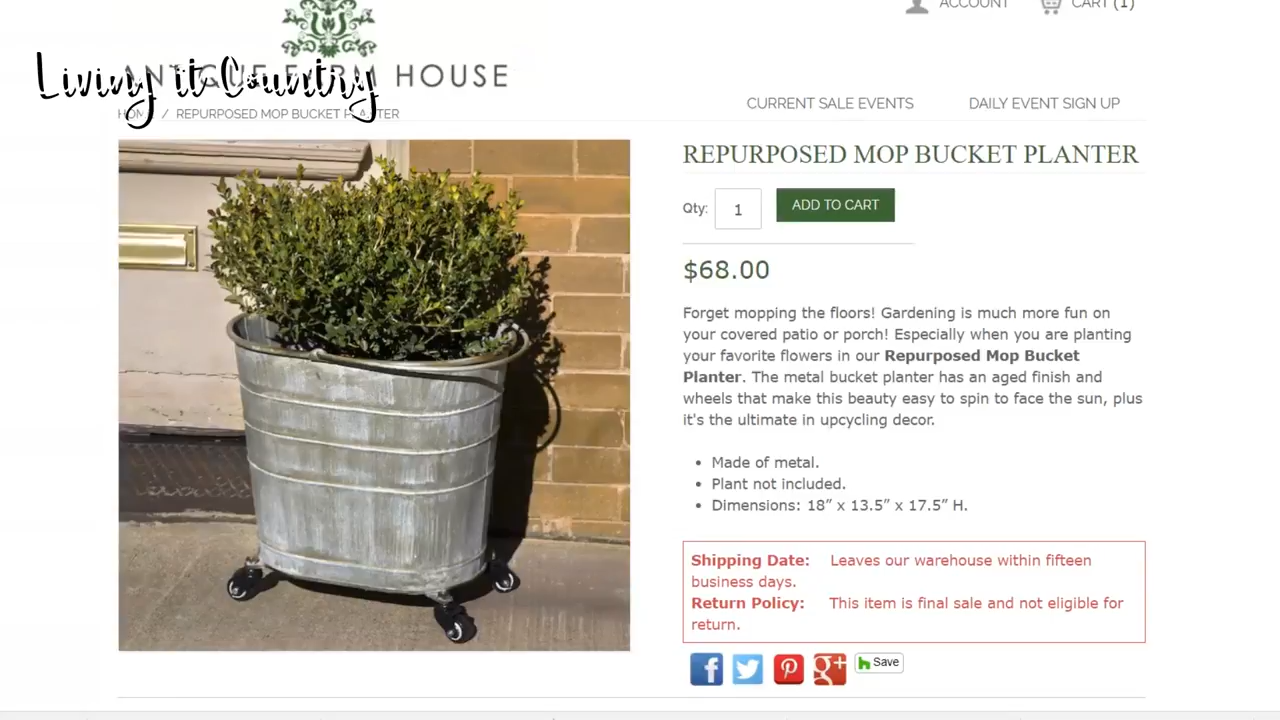 ACCOUNT
CART (1)
Living it Country
ANTIQUE FARM HOUSE
HOME / REPURPOSED MOP BUCKET PLANTER
CURRENT SALE EVENTS
DAILY EVENT SIGN UP
REPURPOSED MOP BUCKET PLANTER
Qty: 1 ADD TO CART
$68.00
Forget mopping the floors! Gardening is much more fun on
your covered patio or porch! Especially when you are planting
your favorite flowers in our Repurposed Mop Bucket
Planter. The metal bucket planter has an aged finish and
wheels that make this beauty easy to spin to face the sun, plus
it's the ultimate in upcycling decor.
• Made of metal.
• Plant not included.
• Dimensions: 18” x 13.5” x 17.5” H.
Shipping Date: Leaves our warehouse within fifteen
business days.
Return Policy: This item is final sale and not eligible for
return.
Save